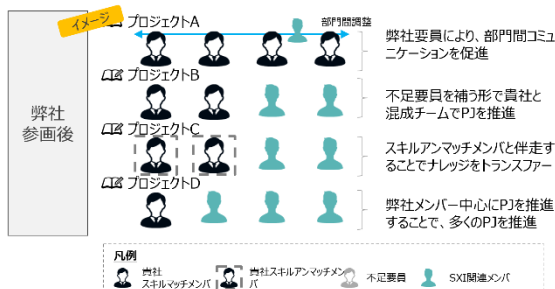 イメージ
プロジェクトA
部門間調整
弊社要員により、部門間コミュ
ニケーションを促進
プロジェクトB
不足要員を補う形で貴社と
混成チームでPJを推進
弊社
参画後
プロジェクトC
スキルアンマッチメンバと伴走す
ることでナレッジをトランスファー
プロジェクトD
弊社メンバー中心にPJを推進
することで、多くのPJを推進
凡例
貴社
スキルマッチメンバ
貴社スキルアンマッチメン
バ
不足要員
SXI関連メンバ